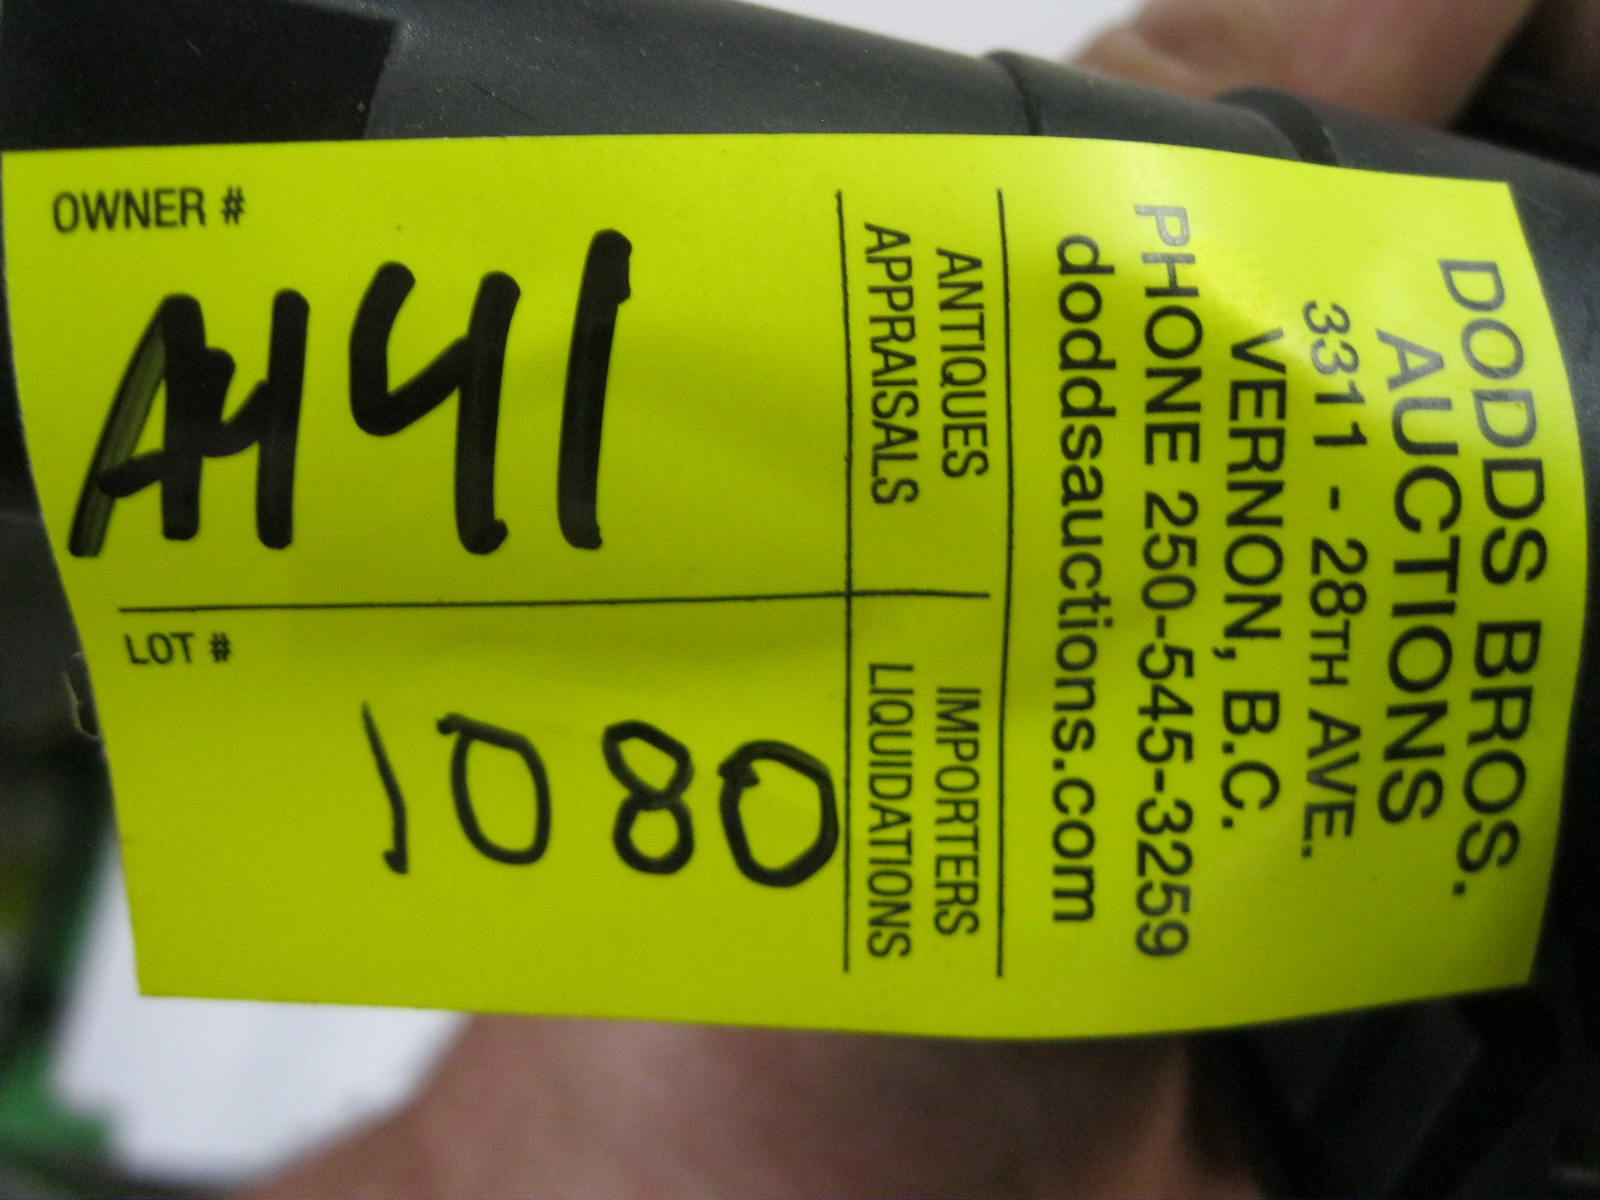 DODDS BROS.
AUCTIONS
3311 - 28TH AVE.
VERNON, B.C.
PHONE 250-545-3259
doddsauctions.com
ANTIQUES
APPRAISALS
IMPORTERS
LIQUIDATIONS
OWNER #
A441
LOT #
1080